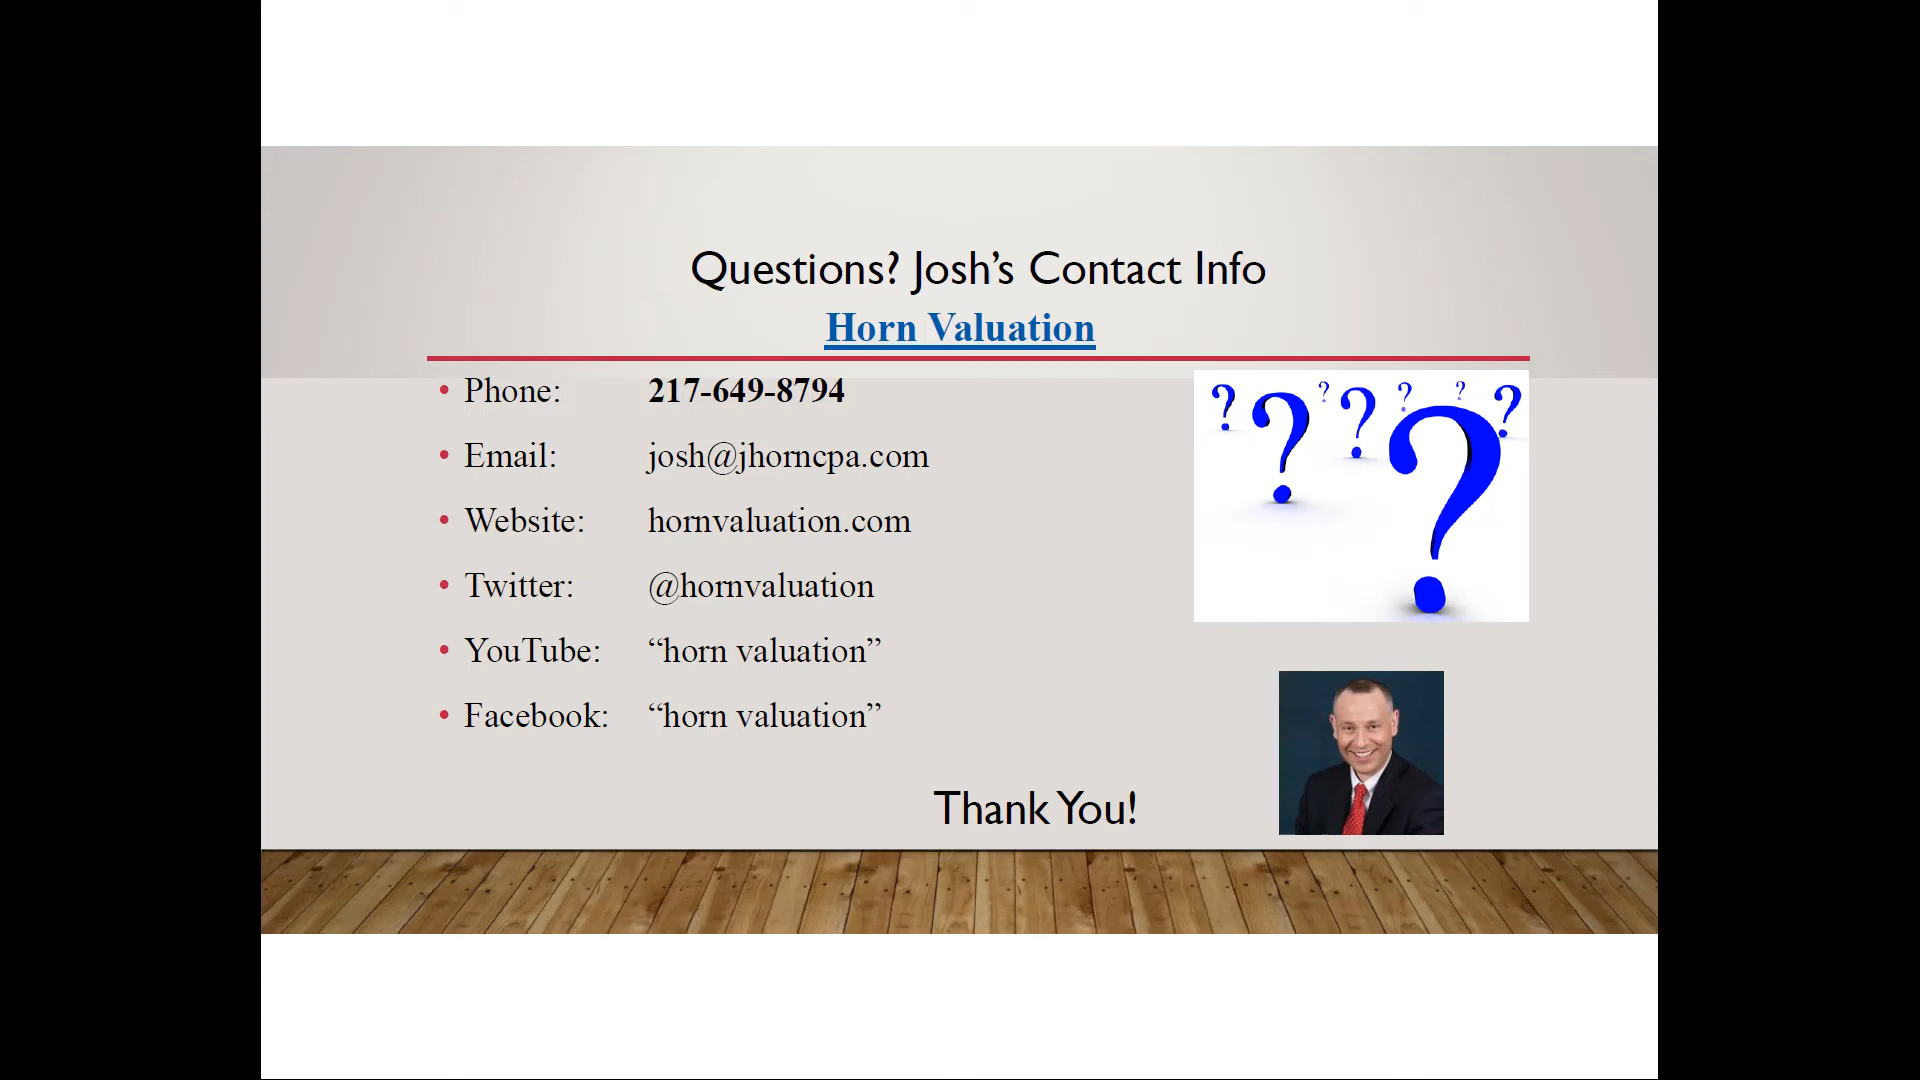 Questions? Josh’s Contact Info
Horn Valuation
• Phone: 217-649-8794
• Email: josh@jhorncpa.com
• Website: hornvaluation.com
• Twitter: @hornvaluation
• YouTube: “horn valuation”
• Facebook: “horn valuation”
? ? ? ? ? ? ? ?
Thank You!